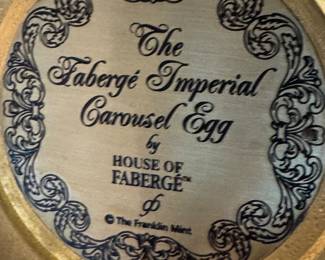 The
Fabergé Imperial
Carousel Egg
by
HOUSE OF
FABERGÉ™
© The Franklin Mint